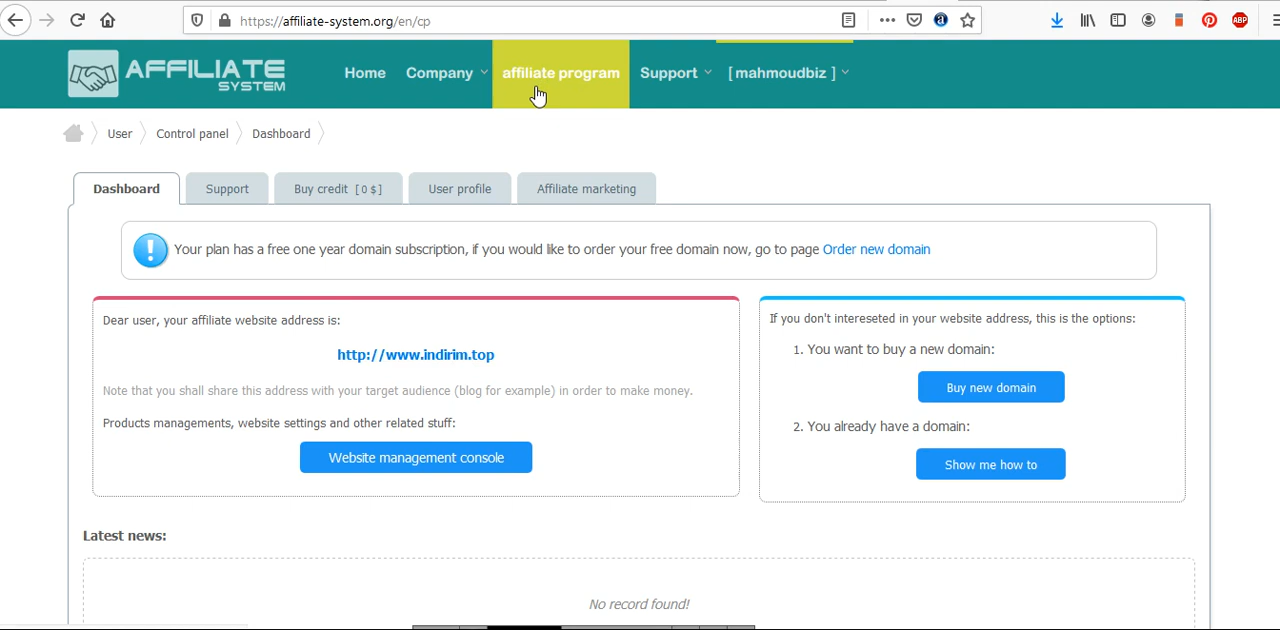 https://affiliate-system.org/en/cp
ABP
AFFILIATE
SYSTEM
Home
Company
affiliate program
Support
[ mahmoudbiz ]
User
Control panel
Dashboard
Dashboard
Support
Buy credit [0 $]
User profile
Affiliate marketing
Your plan has a free one year domain subscription, if you would like to order your free domain now, go to page Order new domain
Dear user, your affiliate website address is:
http://www.indirim.top
Note that you shall share this address with your target audience (blog for example) in order to make money.
Products managements, website settings and other related stuff:
Website management console
If you don't intereseted in your website address, this is the options:
1. You want to buy a new domain:
Buy new domain
2. You already have a domain:
Show me how to
Latest news:
No record found!